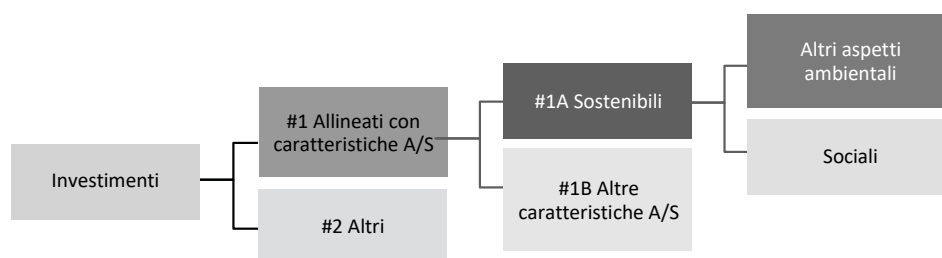 Investimenti
#1 Allineati con
caratteristiche A/S
#2 Altri
#1A Sostenibili
#1B Altre
caratteristiche A/S
Altri aspetti
ambientali
Sociali